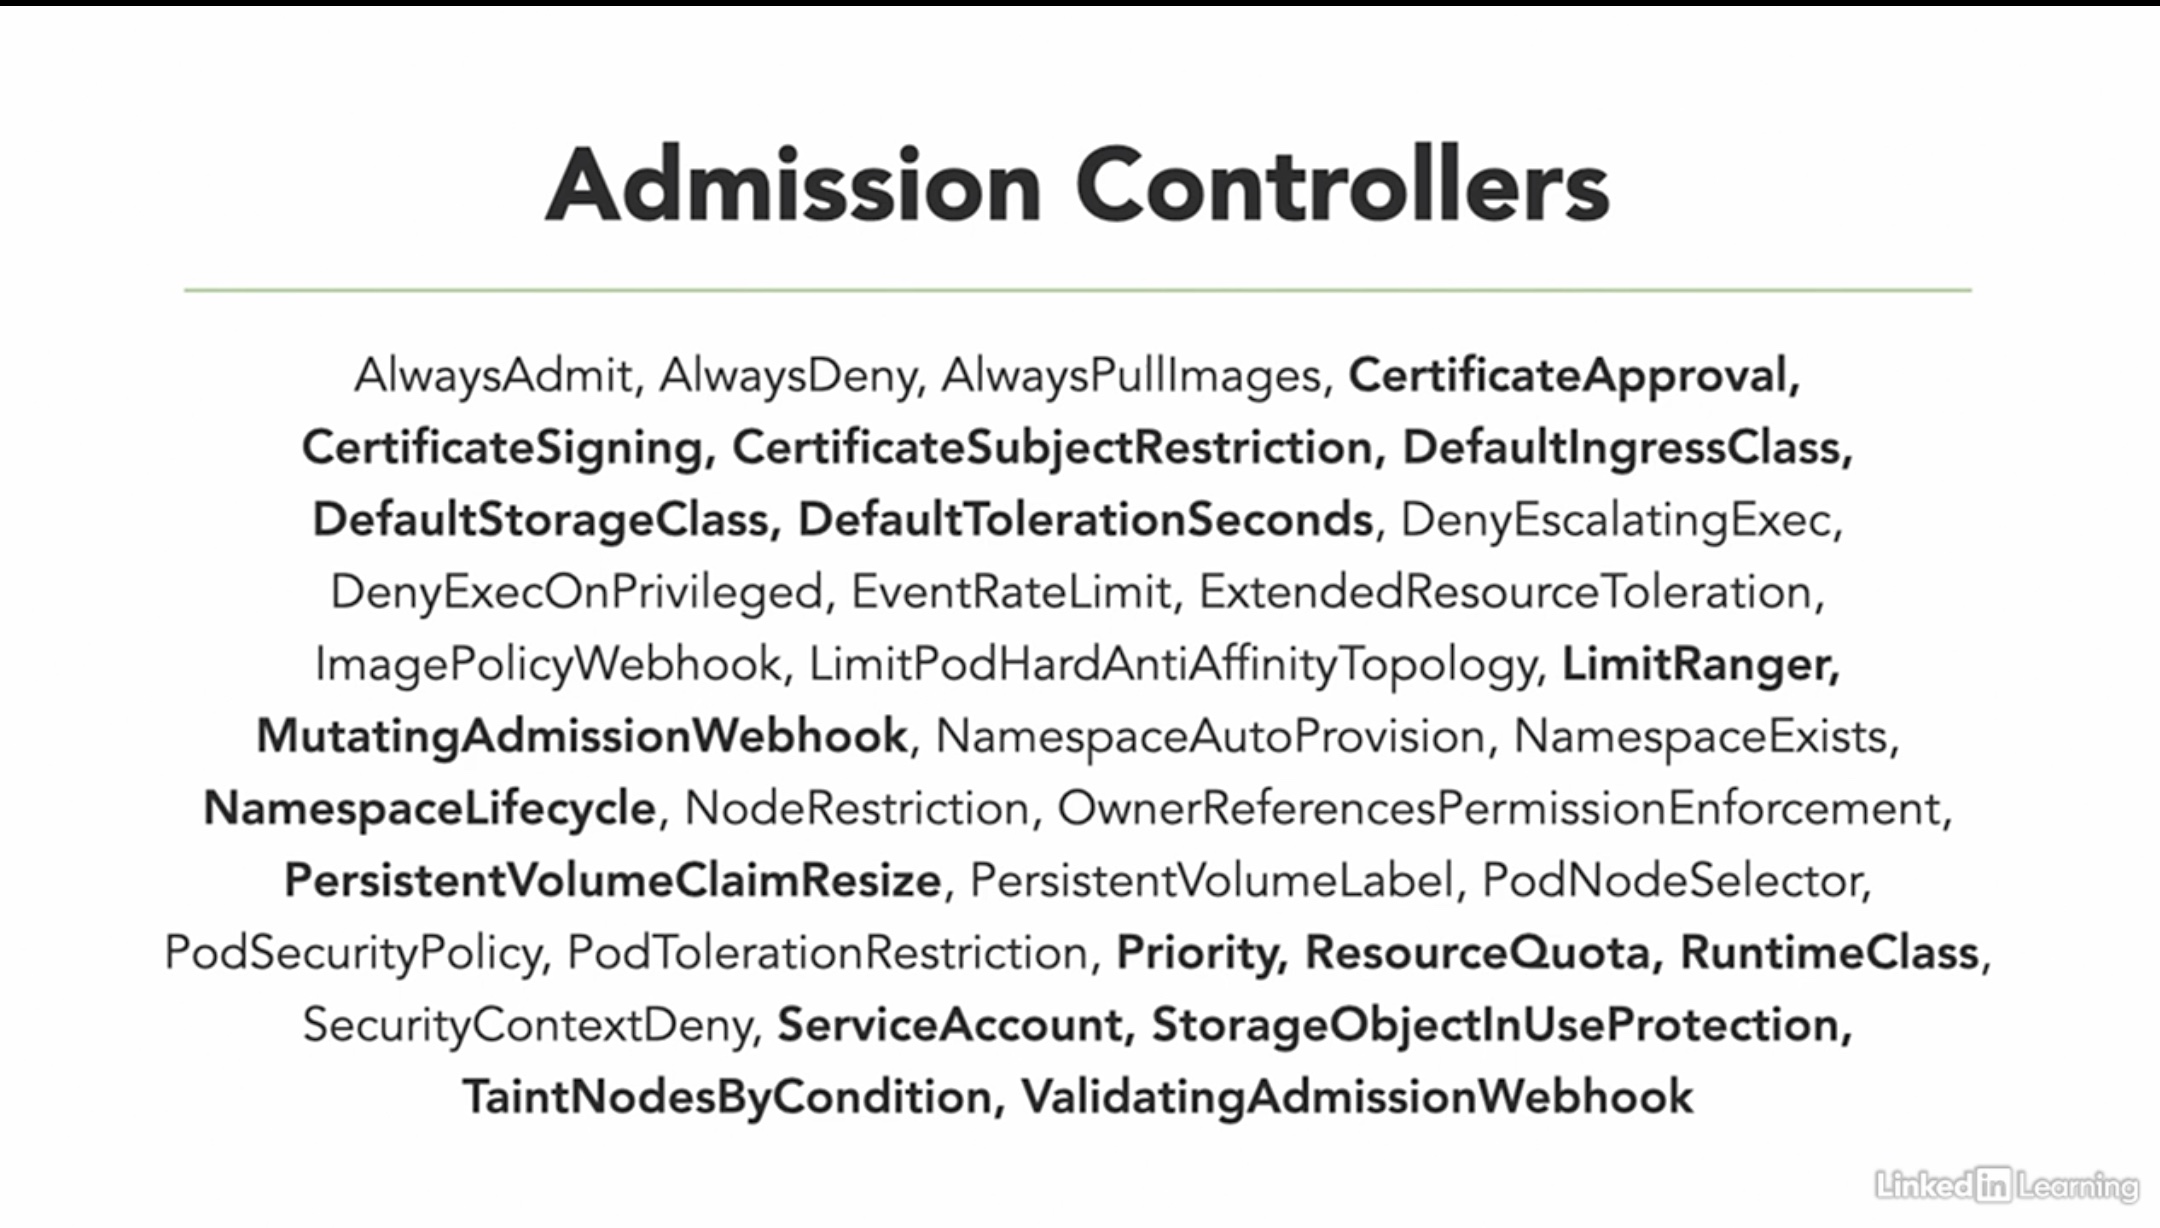 Admission Controllers
AlwaysAdmit, AlwaysDeny, AlwaysPullImages, CertificateApproval,
CertificateSigning, CertificateSubjectRestriction, DefaultIngressClass,
DefaultStorageClass, DefaultTolerationSeconds, DenyEscalatingExec,
DenyExecOnPrivileged, EventRateLimit, ExtendedResourceToleration,
ImagePolicyWebhook, LimitPodHardAntiAffinityTopology, LimitRanger,
MutatingAdmissionWebhook, NamespaceAutoProvision, NamespaceExists,
NamespaceLifecycle, NodeRestriction, OwnerReferencesPermissionEnforcement,
PersistentVolumeClaimResize, PersistentVolumeLabel, PodNodeSelector,
PodSecurityPolicy, PodTolerationRestriction, Priority, ResourceQuota, RuntimeClass,
SecurityContextDeny, ServiceAccount, StorageObjectInUseProtection,
TaintNodesByCondition, ValidatingAdmissionWebhook
Linked in Learning